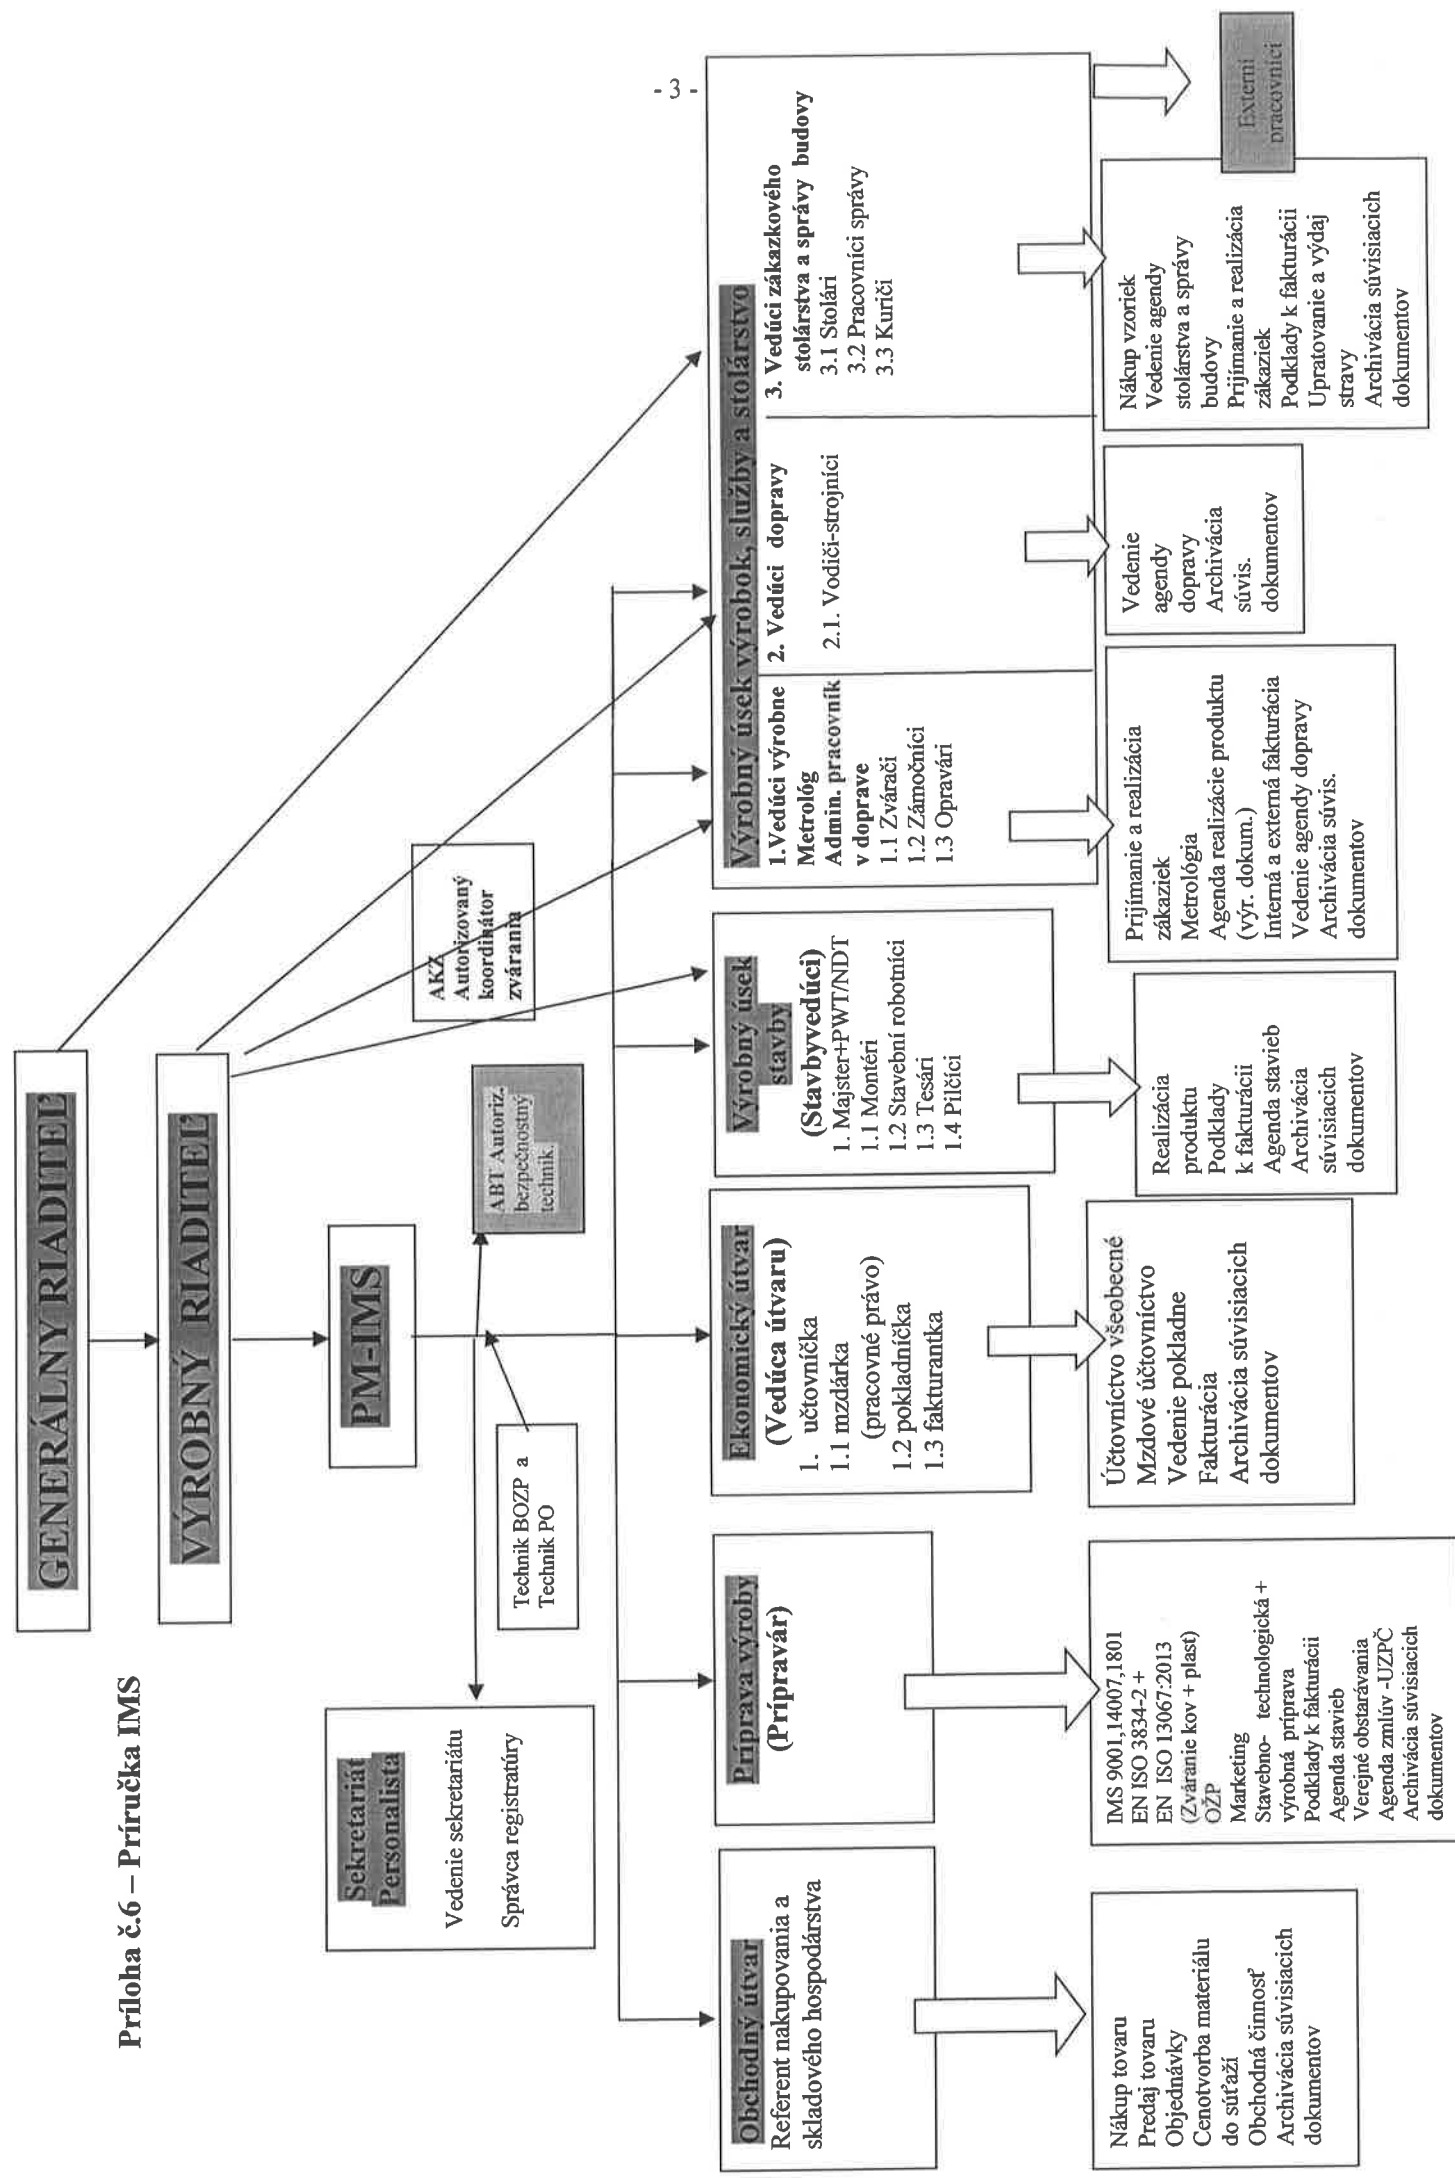 Príloha č.6 – Príručka IMS
- 3 -
GENERÁLNY RIADITEĽ
VÝROBNÝ RIADITEĽ
PM-IMS
AKZ
Autorizovaný
koordinátor
zvárania
ABT Autoriz.
bezpečnostný
technik.
Technik BOZP a
Technik PO
Sekretariát
Personalista
Vedenie sekretariátu
Správca registratúry
Obchodný útvar
Referent nakupovania a
skladového hospodárstva
Príprava výroby
(Prípravár)
Ekonomický útvar
(Vedúca útvaru)
1. učtovníčka
1.1 mzdárka
(pracovné právo)
1.2 pokladníčka
1.3 fakturantka
Výrobný úsek
stavby
(Stavbyvedúci)
1. Majster+PWT/NDT
1.1 Montéri
1.2 Stavební robotníci
1.3 Tesári
1.4 Pilčíci
Výrobný úsek výrobok, služby a stolárstvo
1.Vedúci výrobne
Metrológ
Admin. pracovník
v doprave
1.1 Zvárači
1.2 Zámočníci
1.3 Opravári
2. Vedúci dopravy
2.1. Vodiči-strojníci
3. Vedúci zákazkového
stolárstva a správy budovy
3.1 Stolári
3.2 Pracovníci správy
3.3 Kuriči
Nákup tovaru
Predaj tovaru
Objednávky
Cenotvorba materiálu
do súťaží
Obchodná činnosť
Archivácia súvisiacich
dokumentov
IMS 9001,14007,1801
EN ISO 3834-2 +
EN ISO 13067:2013
(Zváranie kov + plast)
OŽP
Marketing
Stavebno- technologická +
výrobná príprava
Podklady k fakturácii
Agenda stavieb
Verejné obstarávania
Agenda zmlúv -UZPČ
Archivácia súvisiacich
dokumentov
Účtovníctvo všeobecné
Mzdové účtovníctvo
Vedenie pokladne
Fakturácia
Archivácia súvisiacich
dokumentov
Realizácia
produktu
Podklady
k fakturácii
Agenda stavieb
Archivácia
súvisiacich
dokumentov
Prijímanie a realizácia
zákaziek
Metrológia
Agenda realizácie produktu
(výr. dokum.)
Interná a externá fakturácia
Vedenie agendy dopravy
Archivácia súvis.
dokumentov
Vedenie
agendy
dopravy
Archivácia
súvis.
dokumentov
Nákup vzoriek
Vedenie agendy
stolárstva a správy
budovy
Prijímanie a realizácia
zákaziek
Podklady k fakturácii
Upratovanie a výdaj
stravy
Archivácia súvisiacich
dokumentov
Externí
pracovníci